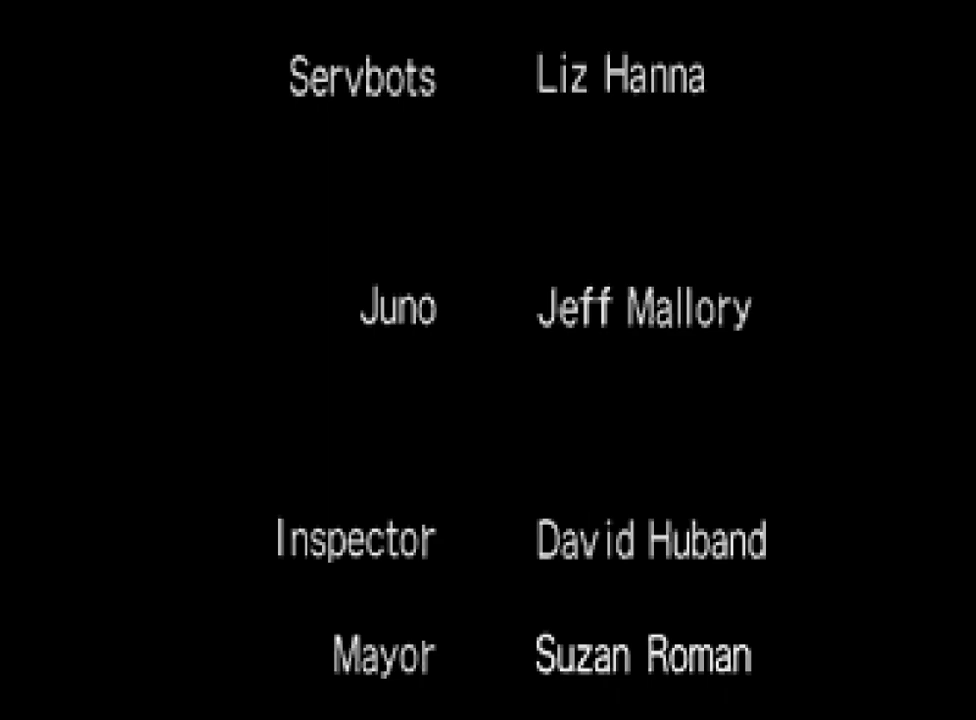 Servbots Liz Hanna
Juno Jeff Mallory
Inspector David Huband
Mayor Suzan Roman